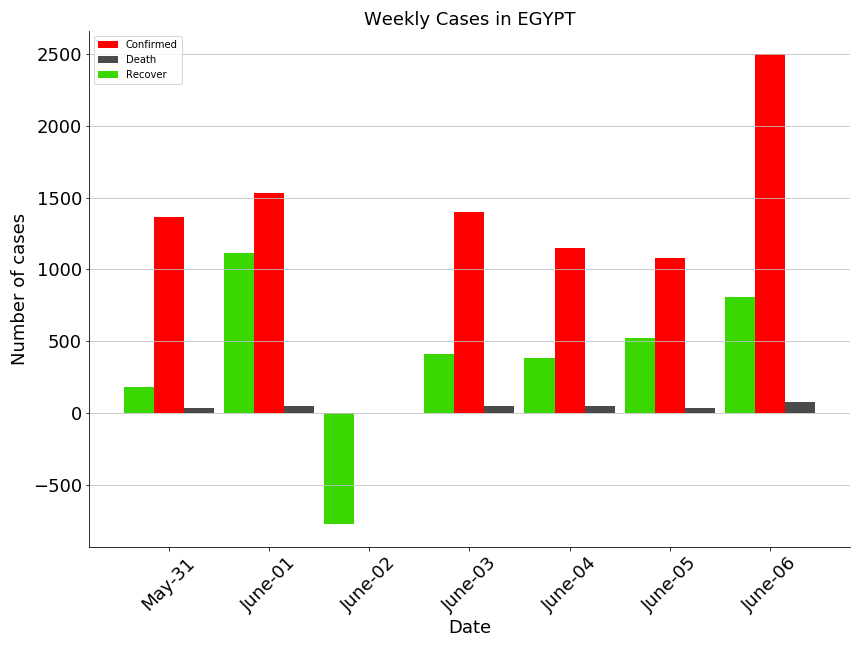 Weekly Cases in EGYPT
Confirmed
Death
Recover
Number of cases
2500
2000
1500
1000
500
0
−500
May-31
June-01
June-02
June-03
June-04
June-05
June-06
Date